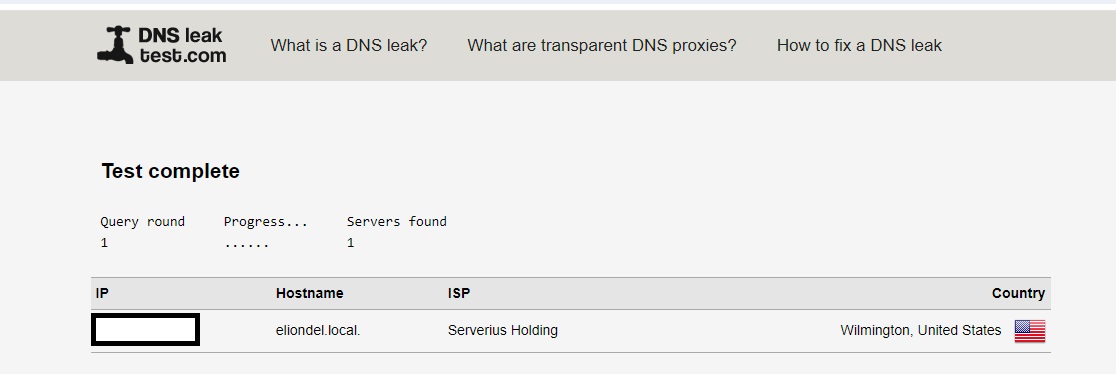 DNS leak
test.com
What is a DNS leak? What are transparent DNS proxies? How to fix a DNS leak
Test complete
Query round Progress... Servers found
1 ...... 1
IP Hostname ISP Country
eliondel.local. Serverius Holding Wilmington, United States